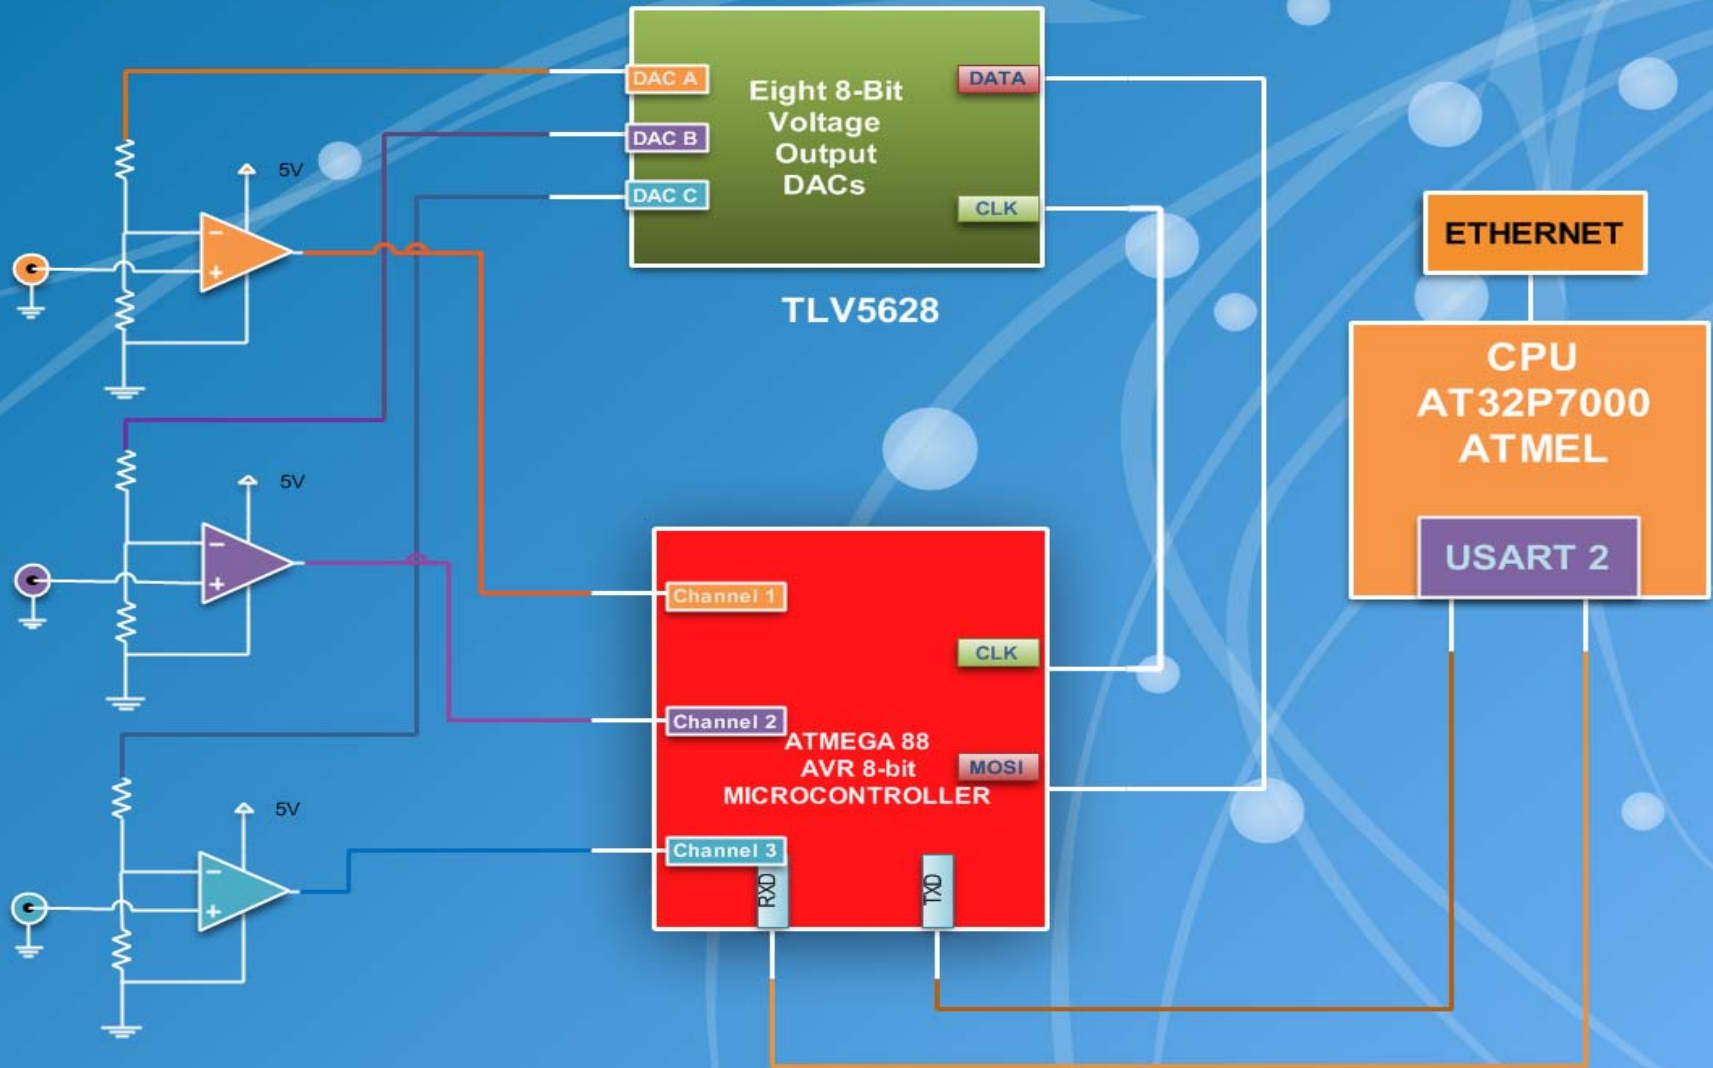 DAC A
DAC B
DAC C
Eight 8-Bit
Voltage
Output
DACs
DATA
CLK
TLV5628
5V
−
+
5V
−
+
5V
−
+
ETHERNET
CPU
AT32P7000
ATMEL
USART 2
Channel 1
Channel 2
Channel 3
CLK
MOSI
ATMEGA 88
AVR 8-bit
MICROCONTROLLER
RXD
TXD